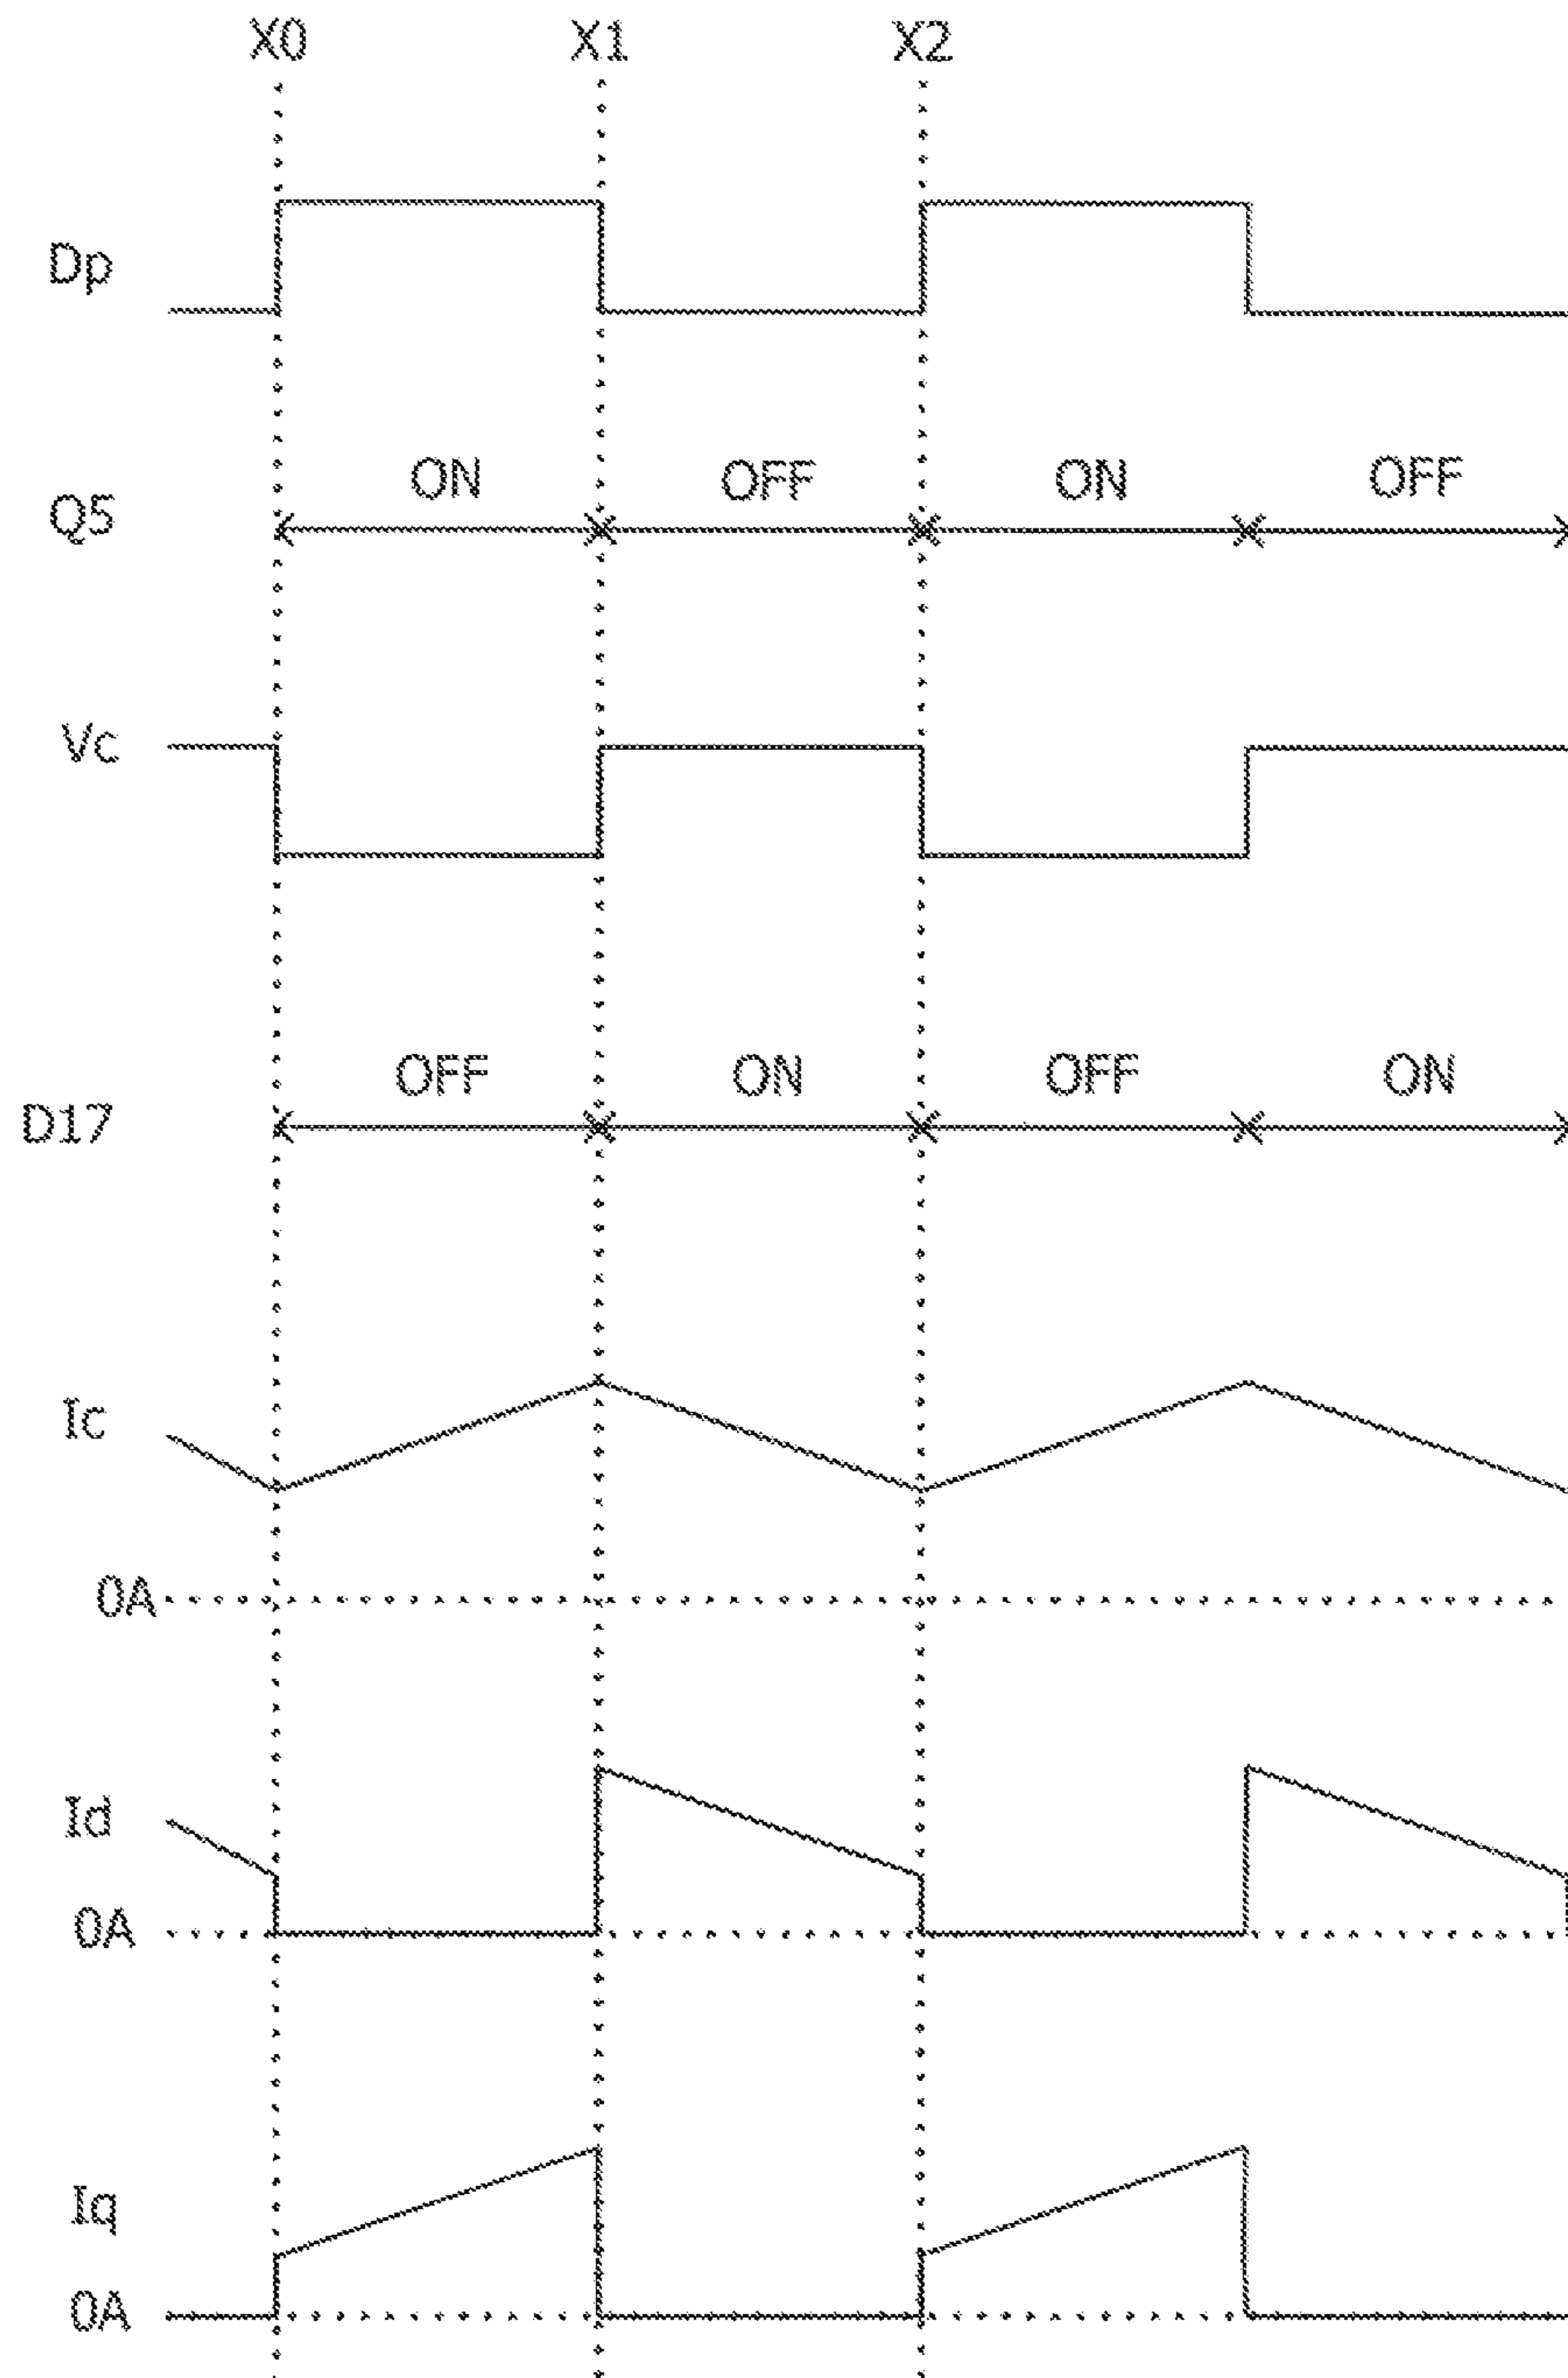 X0 X1 X2
Dp
ON OFF ON OFF
Q5
Vc
OFF ON OFF ON
D17
Ic
0A
Id
0A
Iq
0A